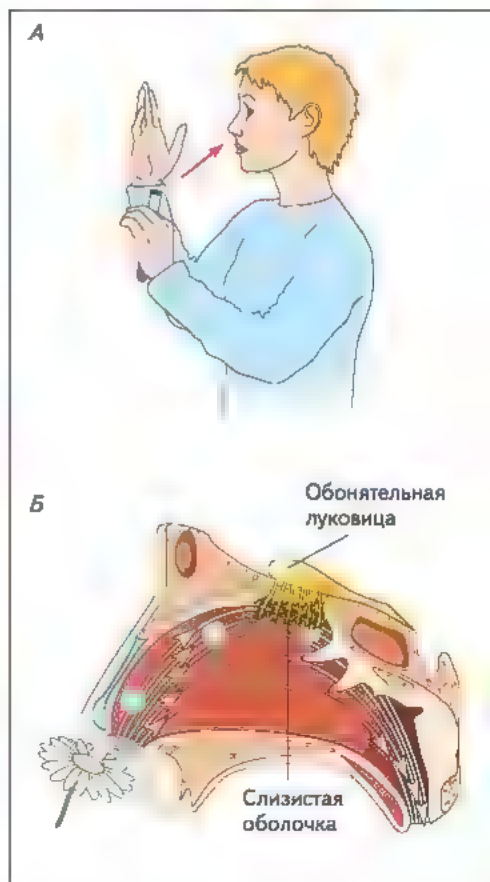 А
Б
Обонятельная
луковица
Слизистая
оболочка